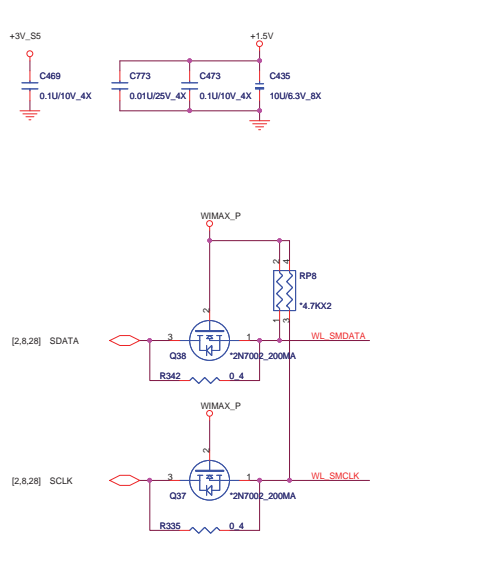 +3V_S5
+1.5V
C469
0.1U/10V_4X
C773
0.01U/25V_4X
C473
0.1U/10V_4X
C435
10U/6.3V_8X
WIMAX_P
2
4
RP8
*4.7KX2
1
3
2
[2,8,28] SDATA
3
1
WL_SMDATA
Q38
*2N7002_200MA
R342
0_4
WIMAX_P
2
[2,8,28] SCLK
3
1
WL_SMCLK
Q37
*2N7002_200MA
R335
0_4